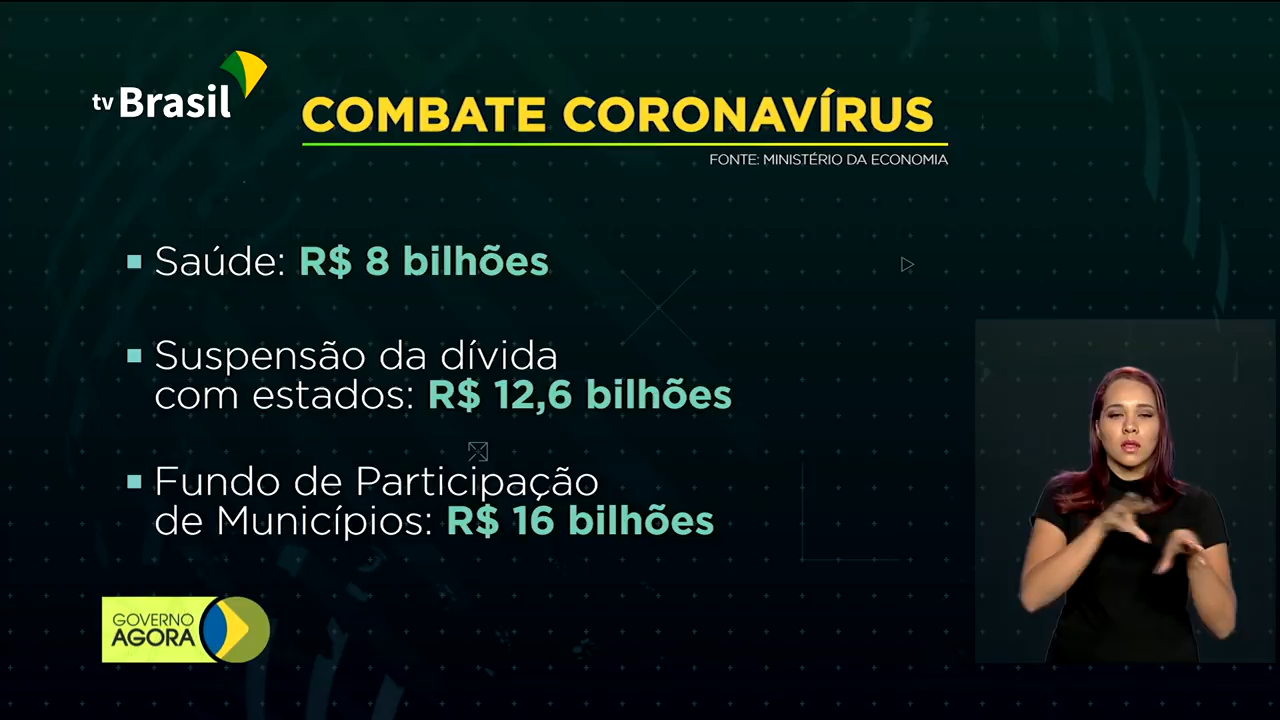 tv Brasil
COMBATE CORONAVÍRUS
FONTE: MINISTÉRIO DA ECONOMIA
Saúde: R$ 8 bilhões
Suspensão da dívida
com estados: R$ 12,6 bilhões
Fundo de Participação
de Municípios: R$ 16 bilhões
GOVERNO
AGORA